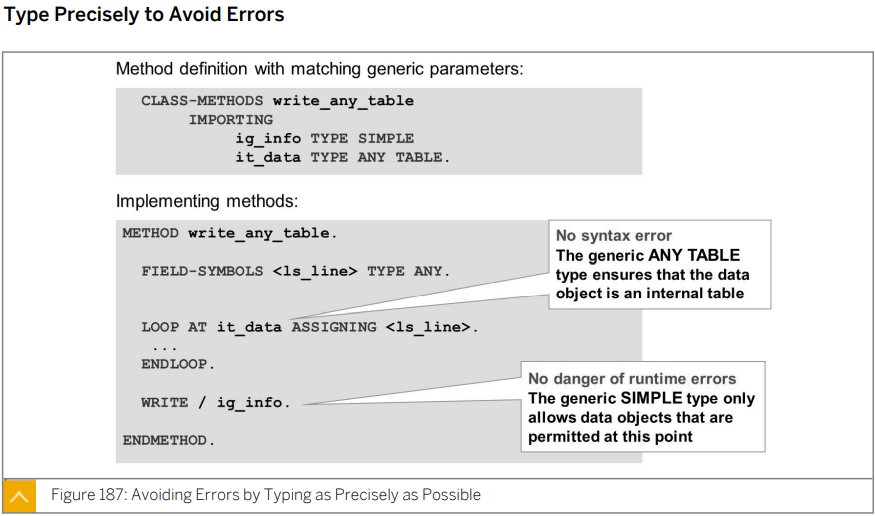 Type Precisely to Avoid Errors
Method definition with matching generic parameters:
CLASS-METHODS write_any_table
IMPORTING
ig_info TYPE SIMPLE
it_data TYPE ANY TABLE.
Implementing methods:
METHOD write_any_table.
FIELD-SYMBOLS <ls_line> TYPE ANY.
LOOP AT it_data ASSIGNING <ls_line>.
...
ENDLOOP.
WRITE / ig_info.
ENDMETHOD.
No syntax error
The generic ANY TABLE
type ensures that the data
object is an internal table
No danger of runtime errors
The generic SIMPLE type only
allows data objects that are
permitted at this point
Figure 187: Avoiding Errors by Typing as Precisely as Possible